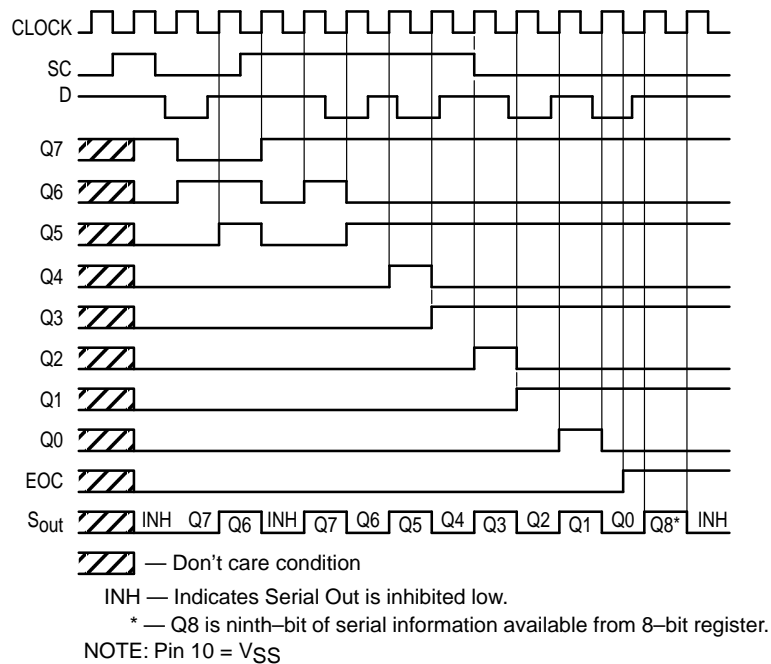 CLOCK
SC
D
Q7
Q6
Q5
Q4
Q3
Q2
Q1
Q0
EOC
Sout INH Q7 Q6 INH Q7 Q6 Q5 Q4 Q3 Q2 Q1 Q0 Q8* INH
— Don't care condition
INH — Indicates Serial Out is inhibited low.
* — Q8 is ninth–bit of serial information available from 8–bit register.
NOTE: Pin 10 = VSS